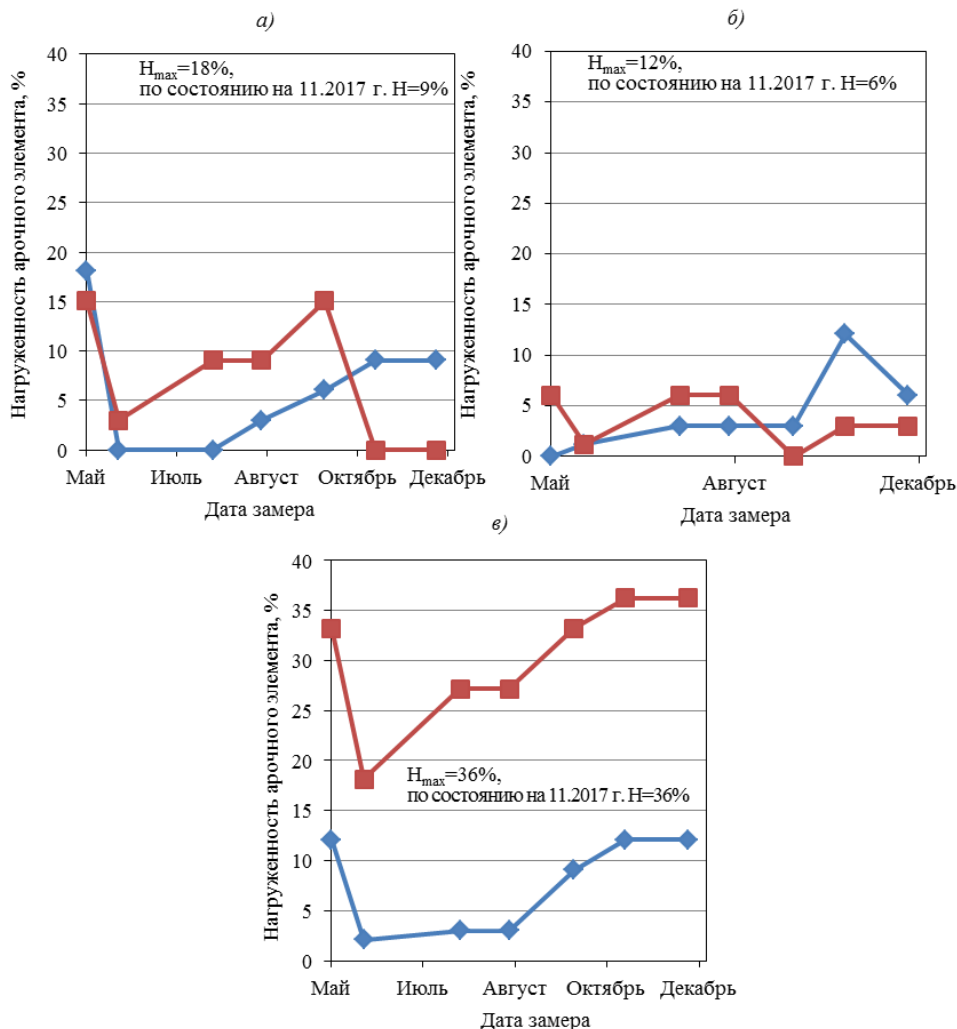 а)
Нагруженность арочного элемента, %
40
35
30
25
20
15
10
5
0
Hmax=18%,
по состоянию на 11.2017 г. Н=9%
Май Июль Август Октябрь Декабрь
Дата замера
б)
Нагруженность арочного элемента, %
40
35
30
25
20
15
10
5
0
Hmax=12%,
по состоянию на 11.2017 г. Н=6%
Май Август Декабрь
Дата замера
в)
Нагруженность арочного элемента, %
40
35
30
25
20
15
10
5
0
Hmax=36%,
по состоянию на 11.2017 г. Н=36%
Май Июль Август Октябрь Декабрь
Дата замера